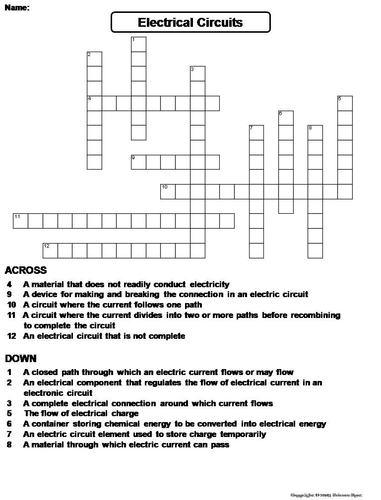 Name:
Electrical Circuits
1
2
3
4
5
6
7
8
9
10
11
12
ACROSS
4 A material that does not readily conduct electricity
9 A device for making and breaking the connection in an electric circuit
10 A circuit where the current follows one path
11 A circuit where the current divides into two or more paths before recombining
to complete the circuit
12 An electrical circuit that is not complete
DOWN
1 A closed path through which an electric current flows or may flow
2 An electrical component that regulates the flow of electrical current in an
electronic circuit
3 A complete electrical connection around which current flows
5 The flow of electrical charge
6 A container storing chemical energy to be converted into electrical energy
7 An electric circuit element used to store charge temporarily
8 A material through which electric current can pass
Science Spot